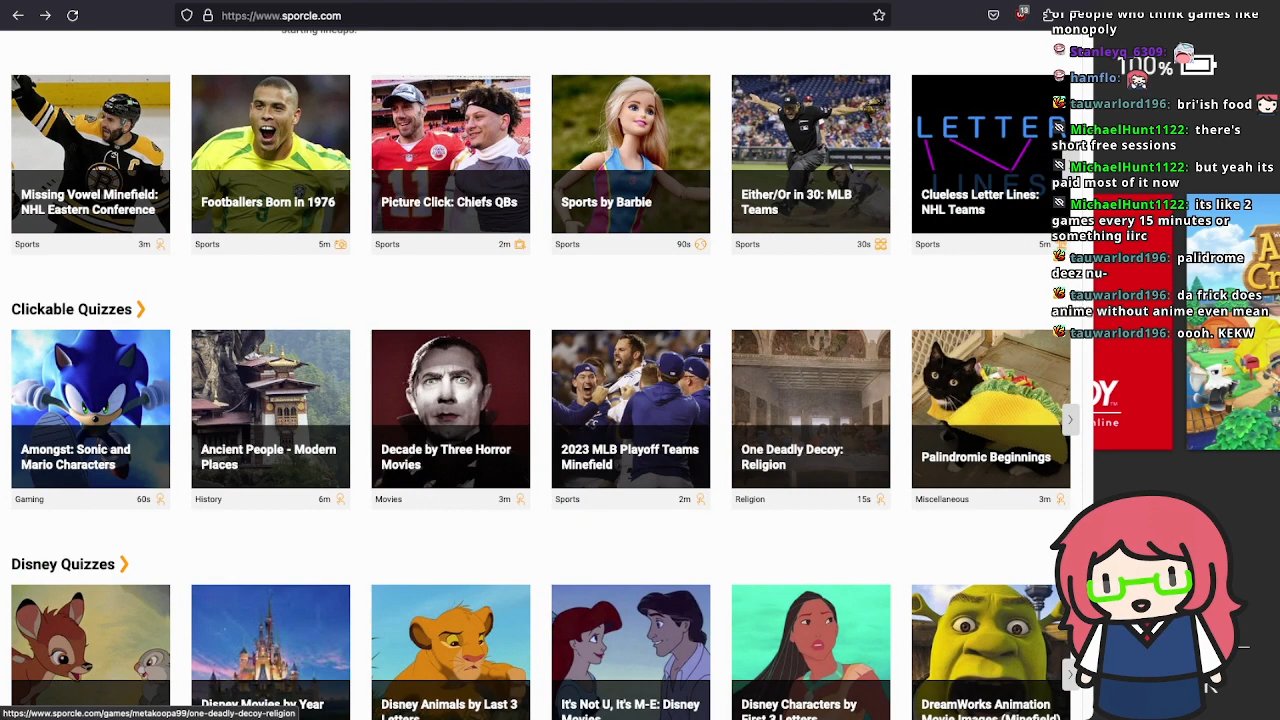 https://www.sporcle.com
13
starting lineups.
Missing Vowel Minefield:
NHL Eastern Conference
Sports 3m
Footballers Born in 1976
Sports 5m
Picture Click: Chiefs QBs
Sports 2m
Sports by Barbie
Sports 90s
Either/Or in 30: MLB
Teams
Sports 30s
LETTER
LINES
Clueless Letter Lines:
NHL Teams
Sports 5m
Clickable Quizzes
Amongst: Sonic and
Mario Characters
Gaming 60s
Ancient People - Modern
Places
History 6m
Decade by Three Horror
Movies
Movies 3m
2023 MLB Playoff Teams
Minefield
Sports 2m
One Deadly Decoy:
Religion
Religion 15s
Palindromic Beginnings
Miscellaneous 3m
Disney Quizzes
Disney Movies by Year
Disney Animals by Last 3
Letters
It's Not U, It's M-E: Disney
Movies
Disney Characters by
First 3 Letters
DreamWorks Animation
Movie Images (Minefield)
https://www.sporcle.com/games/metakoopa99/one-deadly-decoy-religion
of people who think games like
monopoly
Stanleyq_6309:
100%
hamflo:
tauwarlord196: bri'ish food
MichaelHunt1122: there's
short free sesions
MichaelHunt1122: but yeah its
paid most of it now
MichaelHunt1122: its like 2
games every 15 minutes or
something iirc
tauwarlord196: palidrome
deez nu-
tauwarlord196: da frick does
anime without anime even mean
tauwarlord196: oooh. KEKW